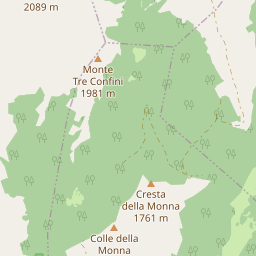 2089 m
Monte
Tre Confini
1981 m
Cresta
della Monna
1761 m
Colle della
Monna